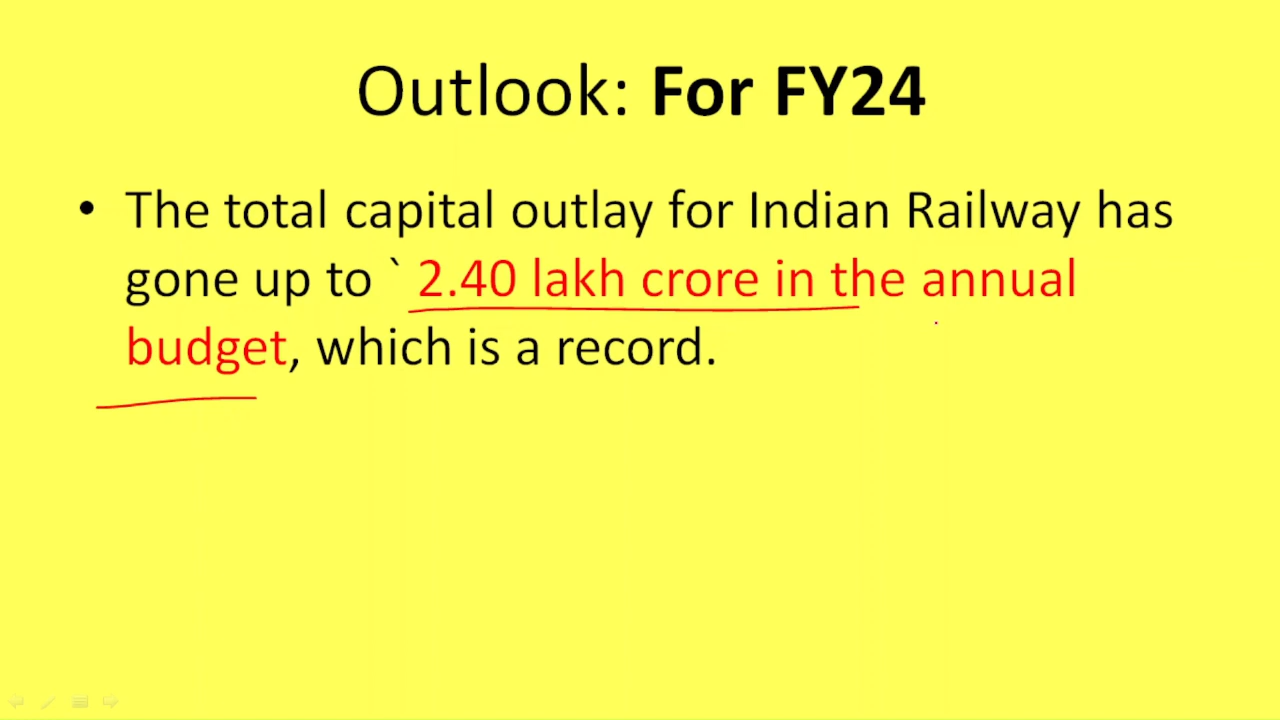 Outlook: For FY24
• The total capital outlay for Indian Railway has
gone up to ` 2.40 lakh crore in the annual
budget, which is a record.